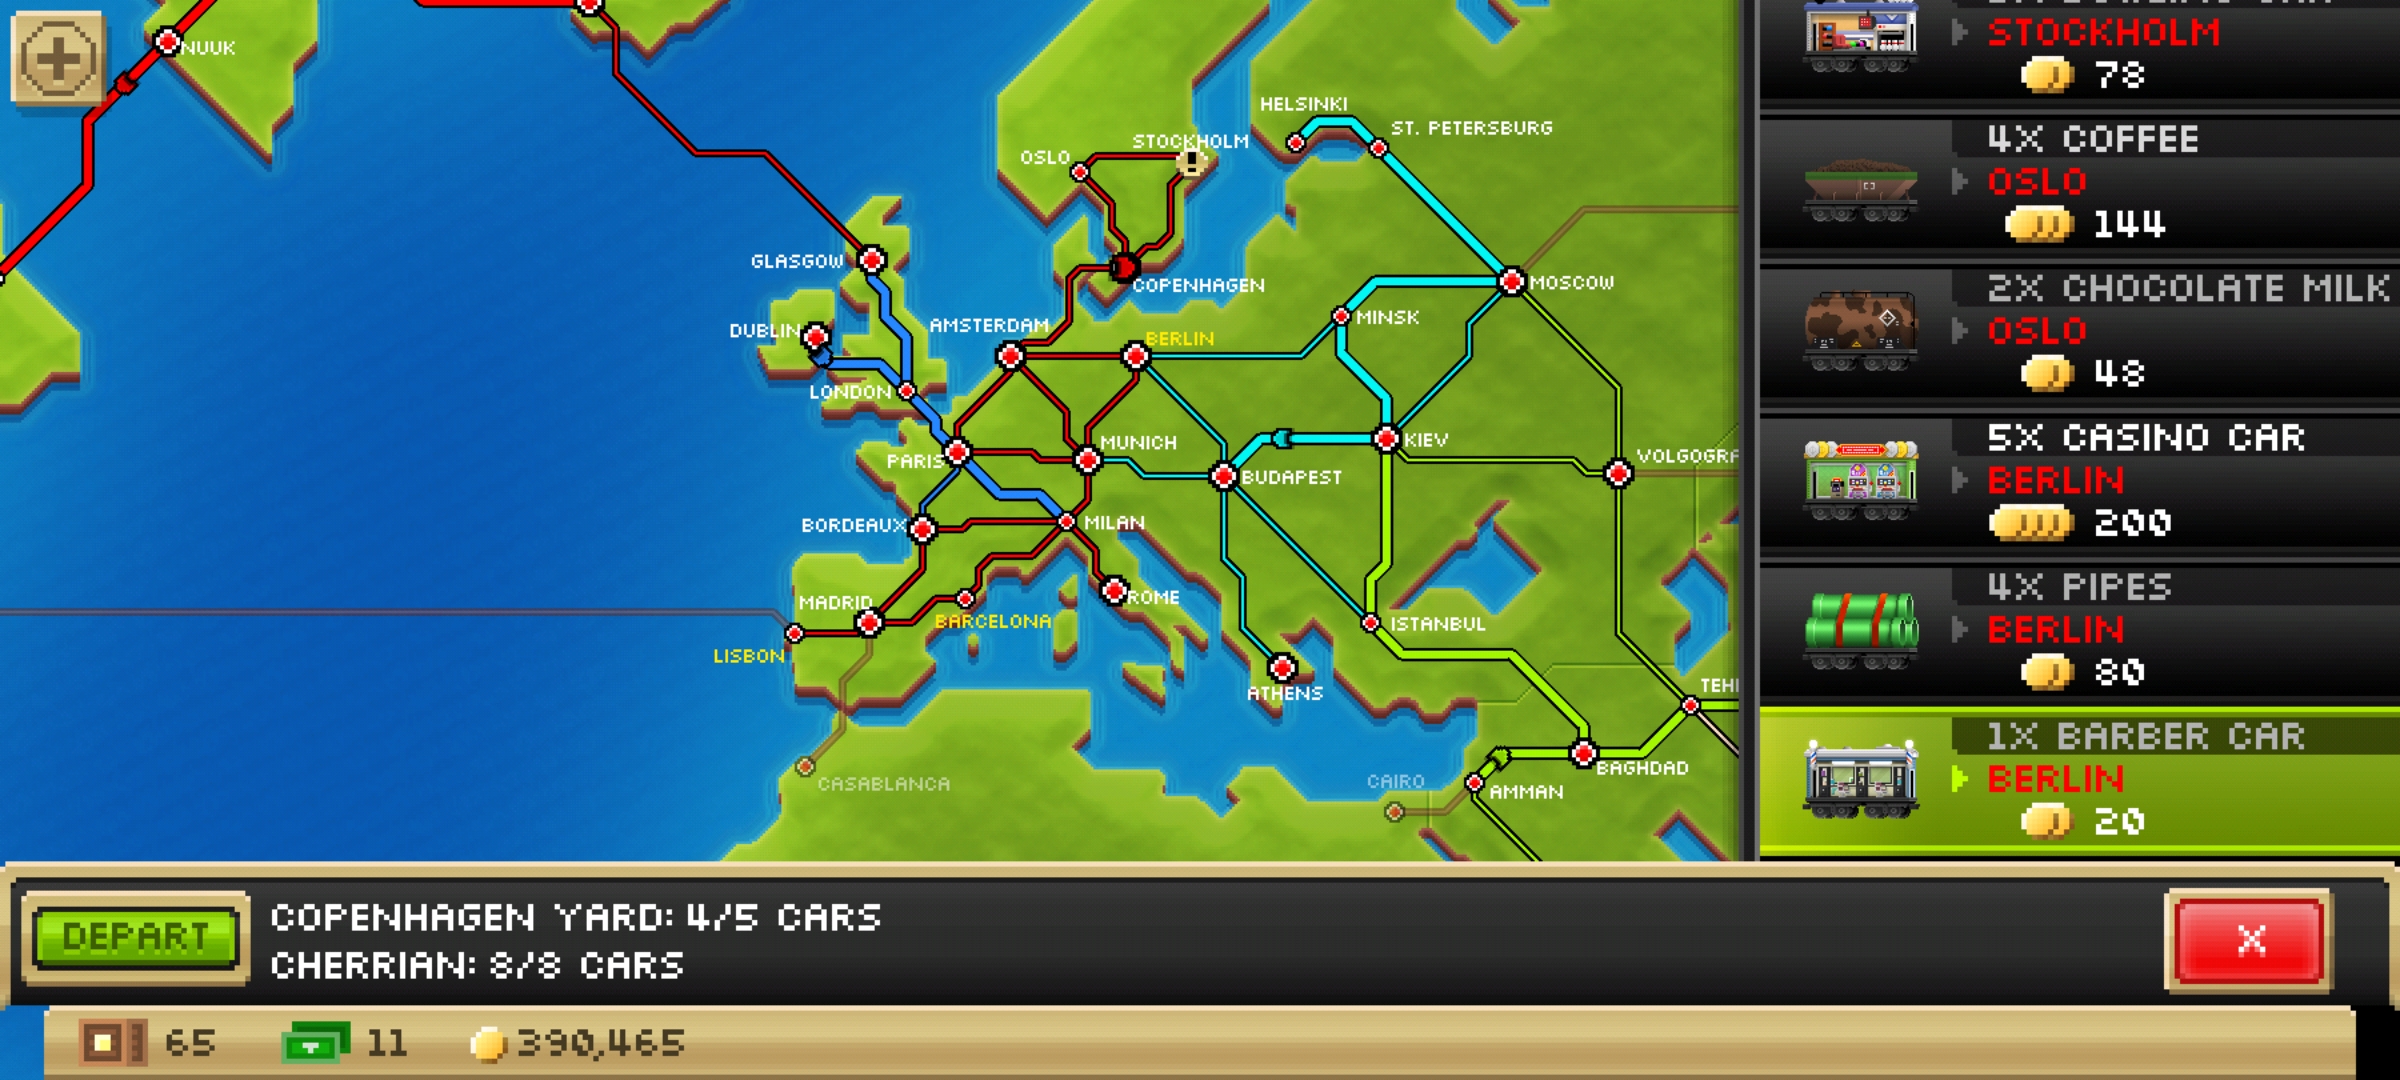 NUUK
HELSINKI
ST. PETERSBURG
STOCKHOLM
OSLO
GLASGOW
COPENHAGEN
MOSCOW
DUBLIN
AMSTERDAM
BERLIN
MINSK
LONDON
PARIS
MUNICH
KIEV
BUDAPEST
BORDEAUX
MILAN
MADRID
ROME
BARCELONA
ISTANBUL
LISBON
ATHENS
CASABLANCA
CAIRO
AMMAN
BAGHDAD
STOCKHOLM
78
4X COFFEE
OSLO
144
2X CHOCOLATE MILK
OSLO
48
5X CASINO CAR
BERLIN
200
4X PIPES
BERLIN
80
1X BARBER CAR
BERLIN
20
DEPART
COPENHAGEN YARD: 4/5 CARS
CHERRIAN: 8/8 CARS
X
65
11
390,465